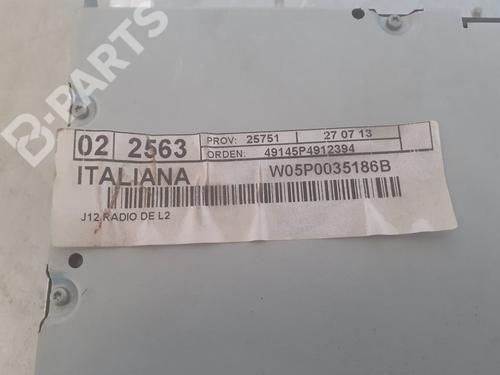 B-PARTS
02 2563 PROV: 25751 27 07 13
ORDEN: 49145P4912394
ITALIANA W05P0035186B
J12 RADIO DE L2